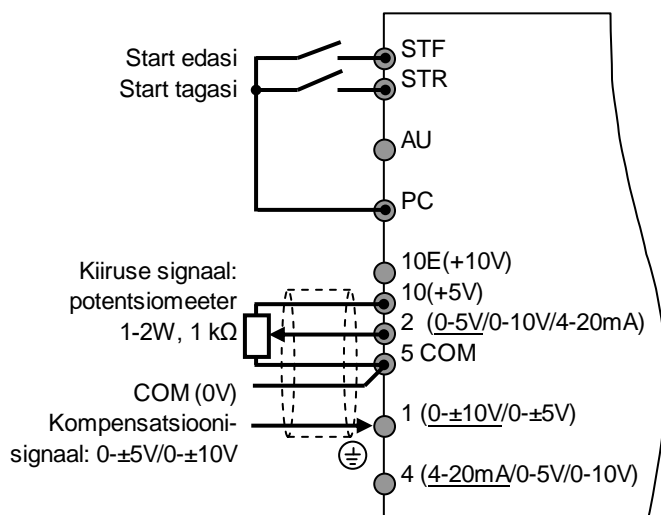 Start edasi
Start tagasi
STF
STR
AU
PC
10E(+10V)
10(+5V)
2 (0-5V/0-10V/4-20mA)
5 COM
Kiiruse signaal:
potentsiomeeter
1-2W, 1 kΩ
COM (0V)
Kompensatsiooni-
signaal: 0-±5V/0-±10V
1 (0-±10V/0-±5V)
4 (4-20mA/0-5V/0-10V)